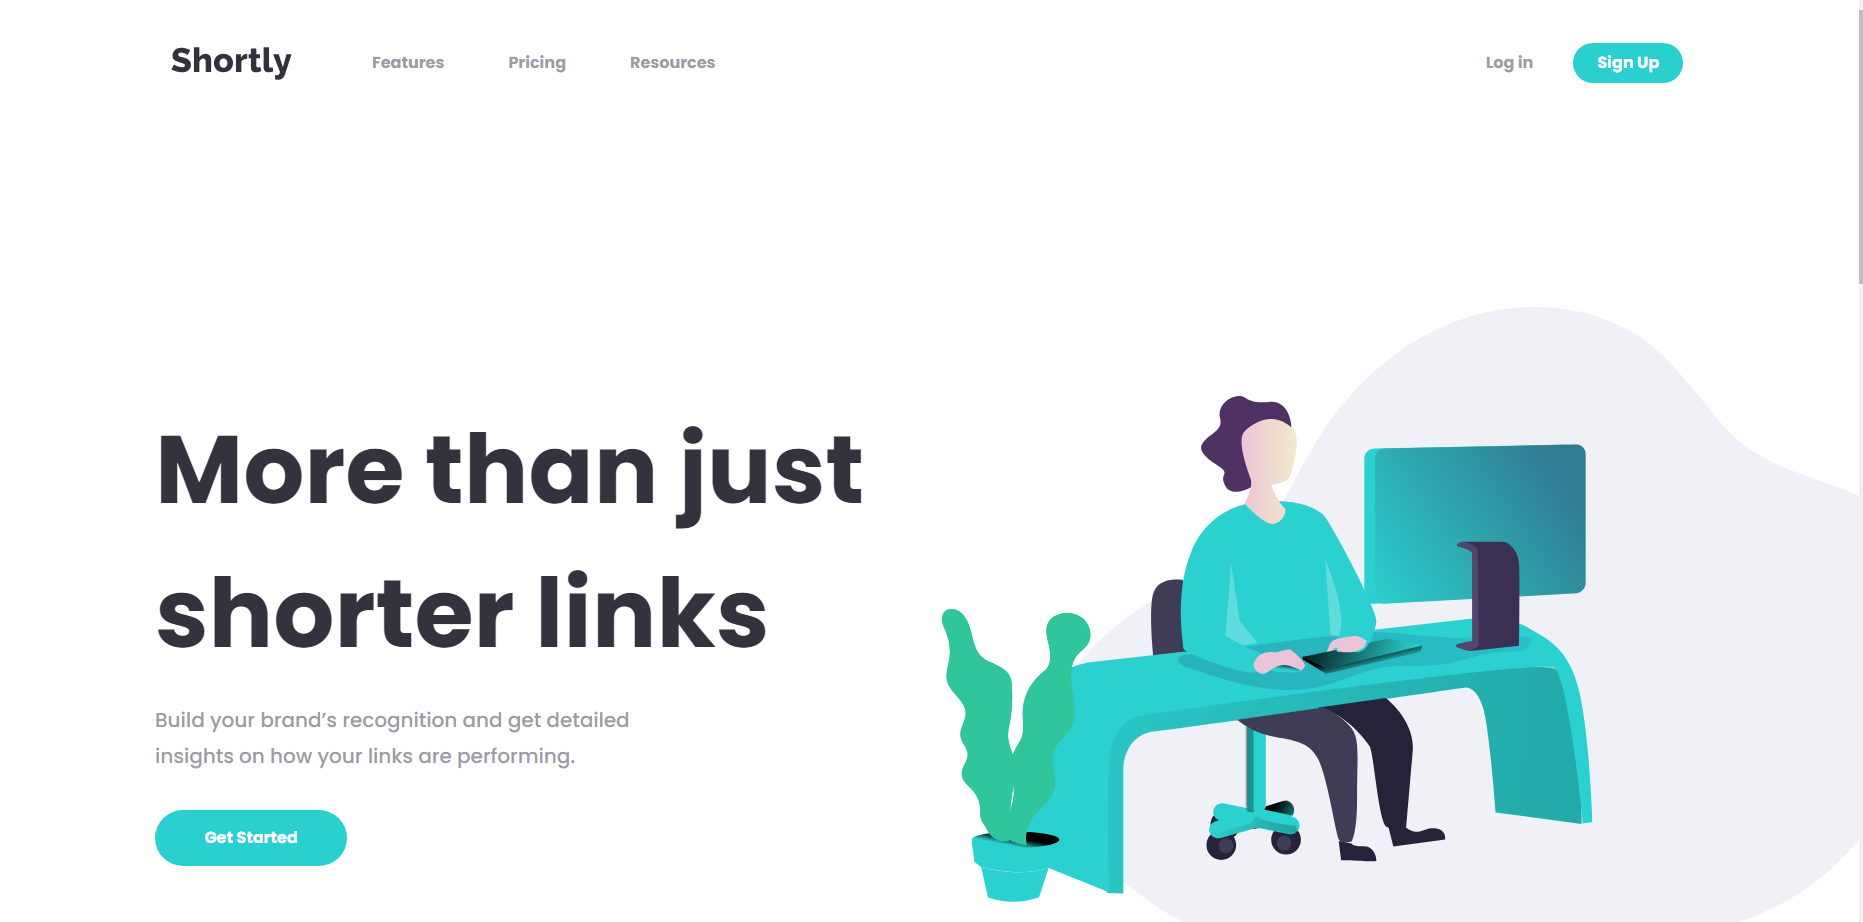 Shortly
Features
Pricing
Resources
Log in
Sign Up
More than just
shorter links
Build your brand’s recognition and get detailed
insights on how your links are performing.
Get Started